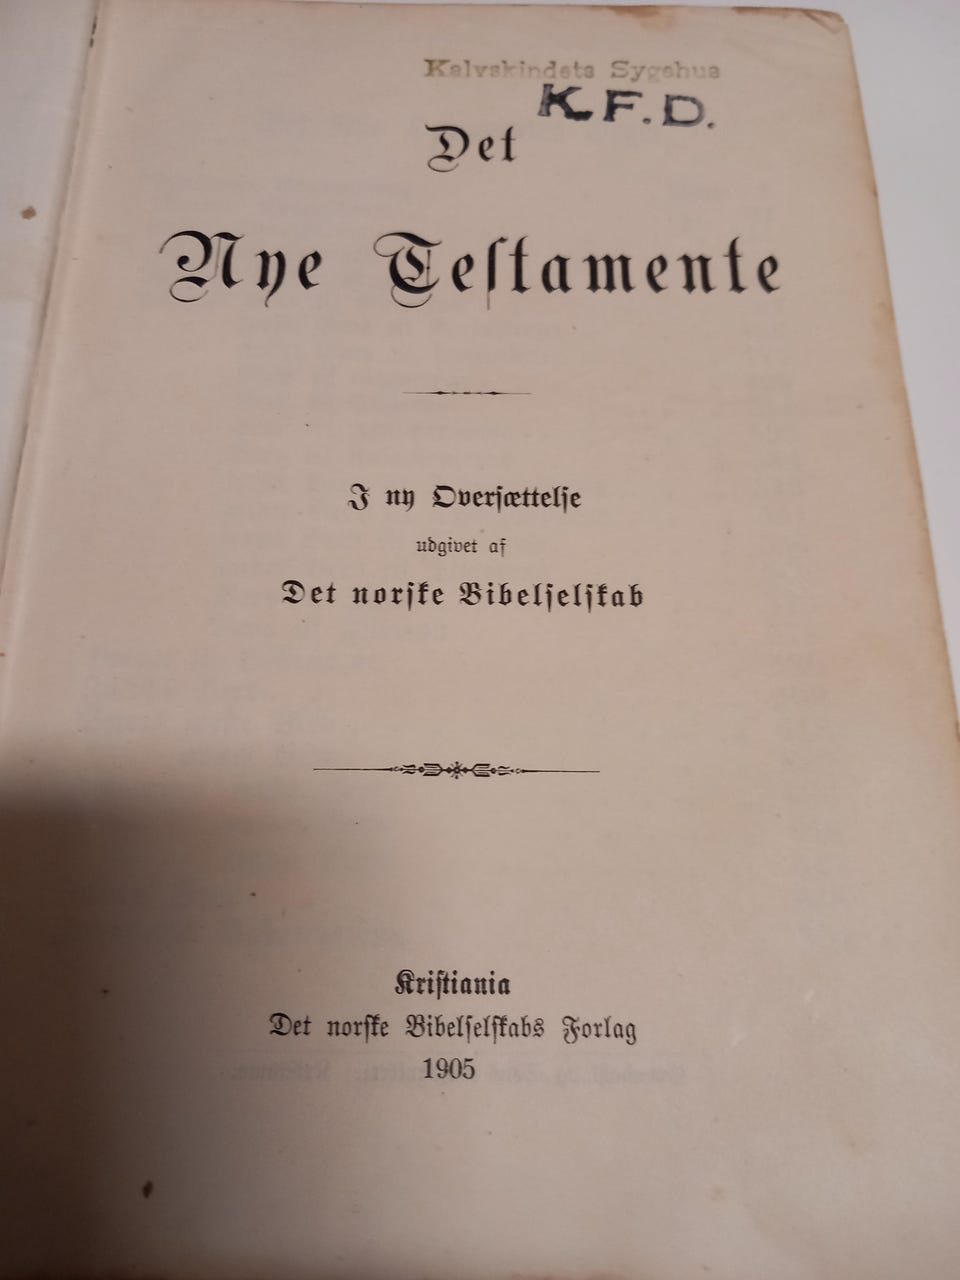 Kalvskindets Sygehus
K.F.D.
Det
Nye Teſtamente
I ny Overſættelſe
udgivet af
Det norſke Bibelſelſkab
Kriſtiania
Det norſke Bibelſelſkabs Forlag
1905